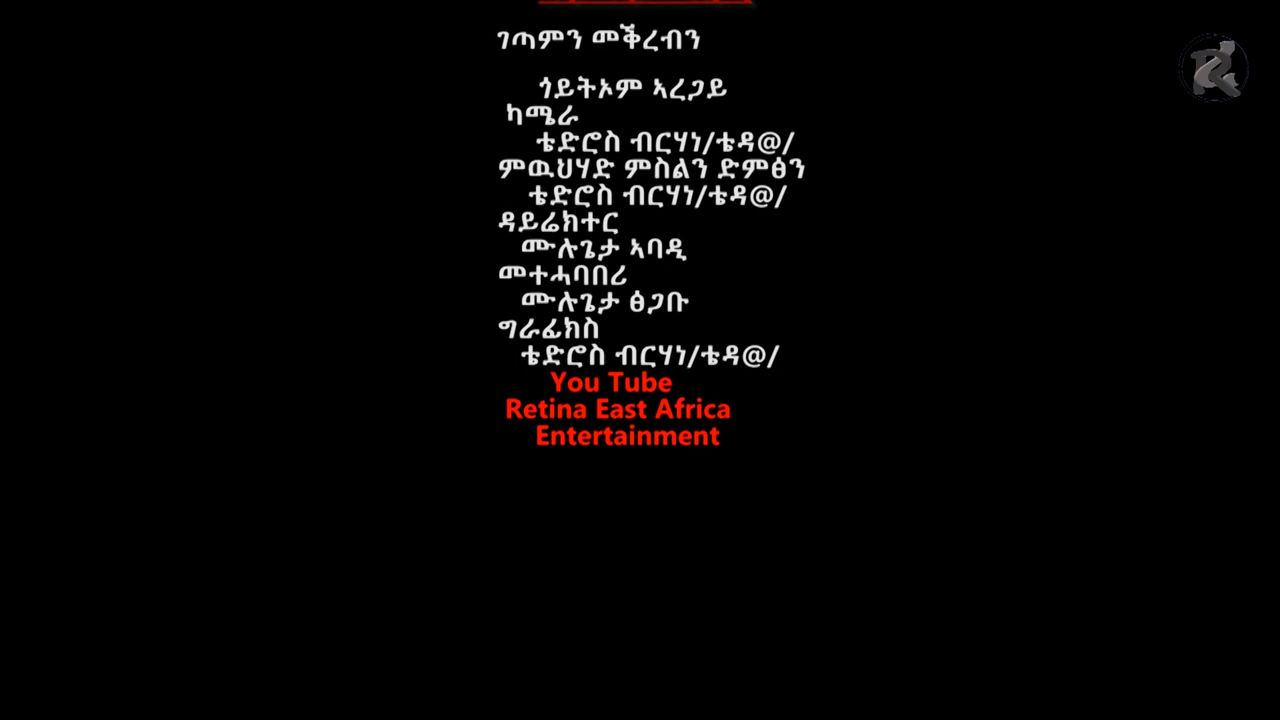 ገጣምን መቕረብን
ጎይትኦም ኣረጋይ
ካሜራ
ቴድሮስ ብርሃነ/ቴዳ@/
ምዉህሃድ ምስልን ድምፅን
ቴድሮስ ብርሃነ/ቴዳ@/
ዳይሬክተር
ሙሉጌታ ኣባዲ
መተሓባበሪ
ሙሉጌታ ፅጋቡ
ግራፊክስ
ቴድሮስ ብርሃነ/ቴዳ@/
You Tube
Retina East Africa
Entertainment